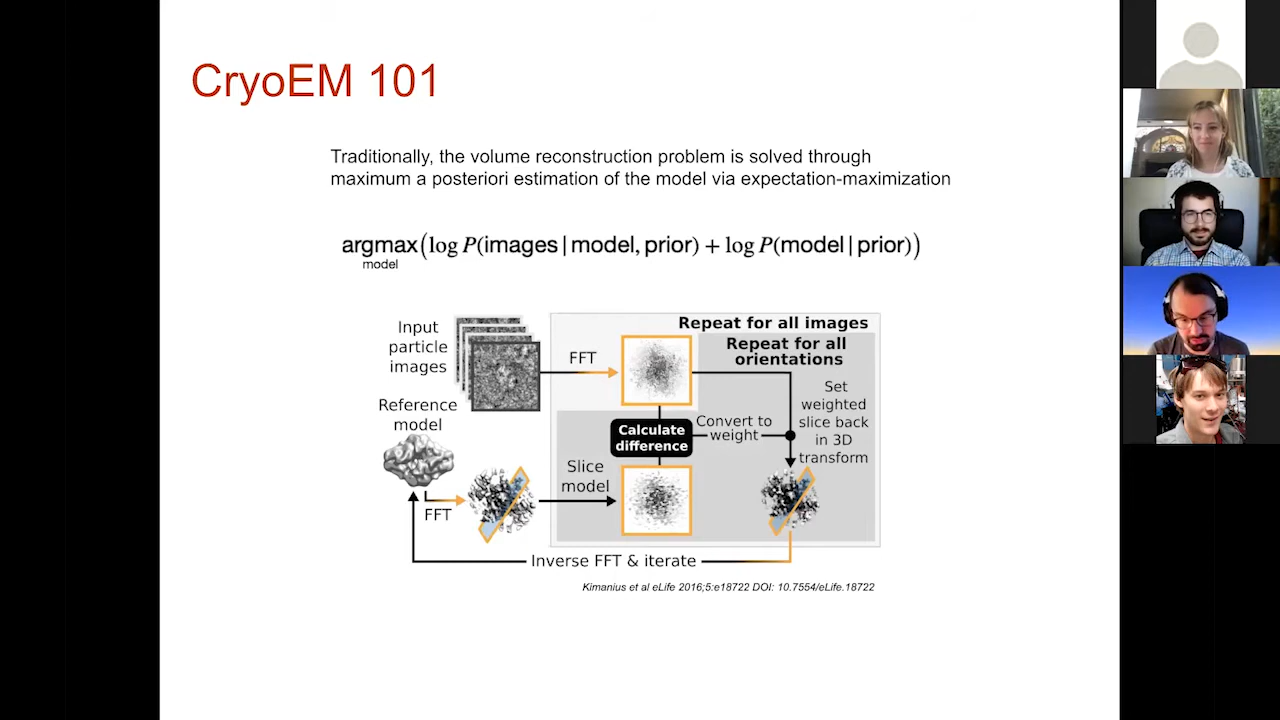 CryoEM 101
Traditionally, the volume reconstruction problem is solved through
maximum a posteriori estimation of the model via expectation-maximization
argmax(log P(images | model, prior) + log P(model | prior))
model
Input
particle
images
Reference
model
FFT
FFT
Repeat for all images
Repeat for all
orientations
Calculate
difference
Convert to
weight
Set
weighted
slice back
in 3D
transform
Slice
model
Inverse FFT & iterate
Kimanius et al eLife 2016;5:e18722 DOI: 10.7554/eLife.18722